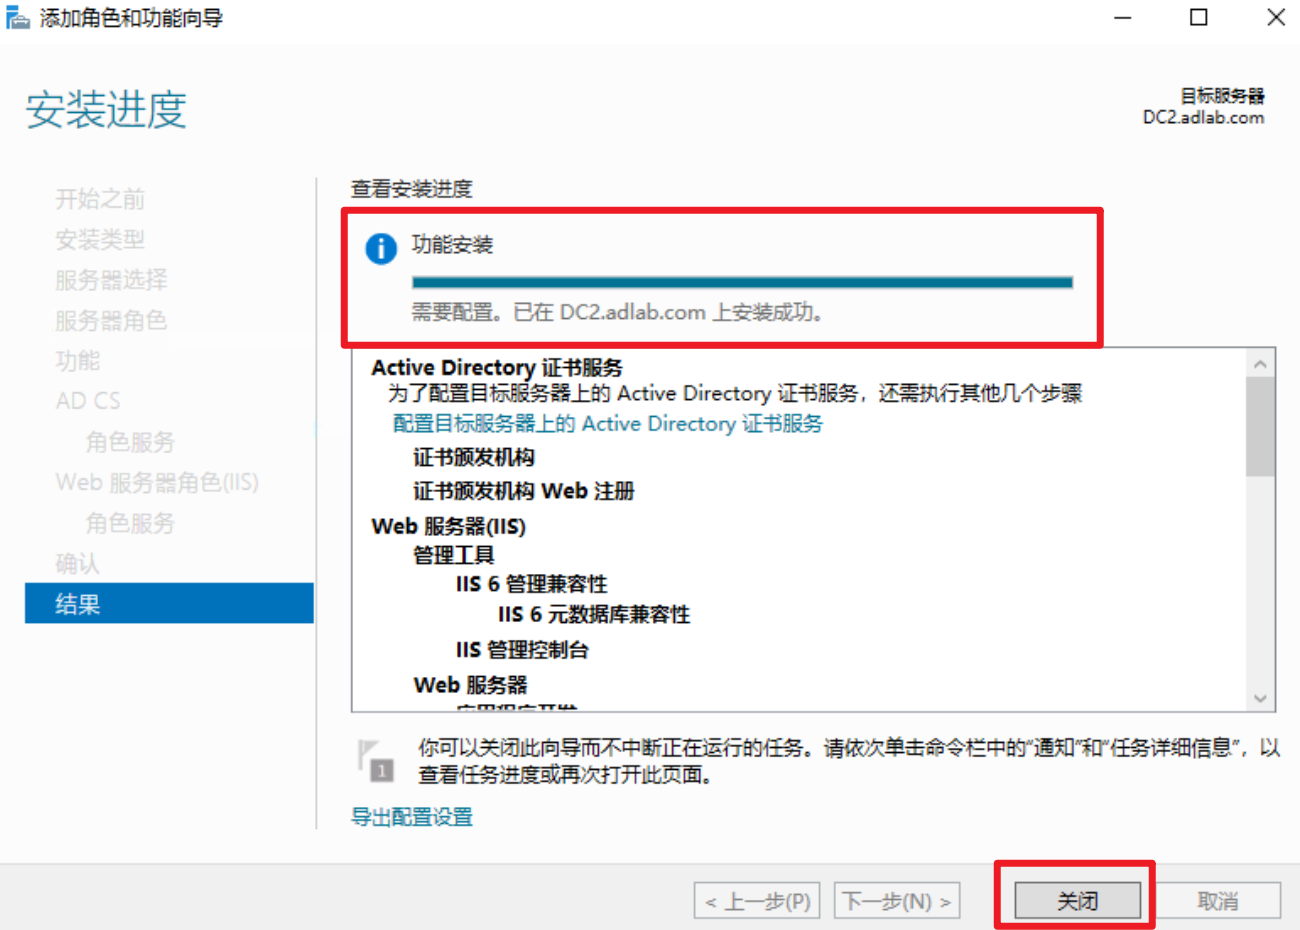 添加角色和功能向导
安装进度
目标服务器
DC2.adlab.com
开始之前
安装类型
服务器选择
服务器角色
功能
AD CS
角色服务
Web 服务器角色(IIS)
角色服务
确认
结果
查看安装进度
功能安装
需要配置。已在 DC2.adlab.com 上安装成功。
Active Directory 证书服务
为了配置目标服务器上的 Active Directory 证书服务，还需执行其他几个步骤
配置目标服务器上的 Active Directory 证书服务
证书颁发机构
证书颁发机构 Web 注册
Web 服务器(IIS)
管理工具
IIS 6 管理兼容性
IIS 6 元数据库兼容性
IIS 管理控制台
Web 服务器
应用程序开发
1
你可以关闭此向导而不中断正在运行的任务。请依次单击命令栏中的“通知”和“任务详细信息”，以
查看任务进度或再次打开此页面。
导出配置设置
< 上一步(P)
下一步(N) >
关闭
取消